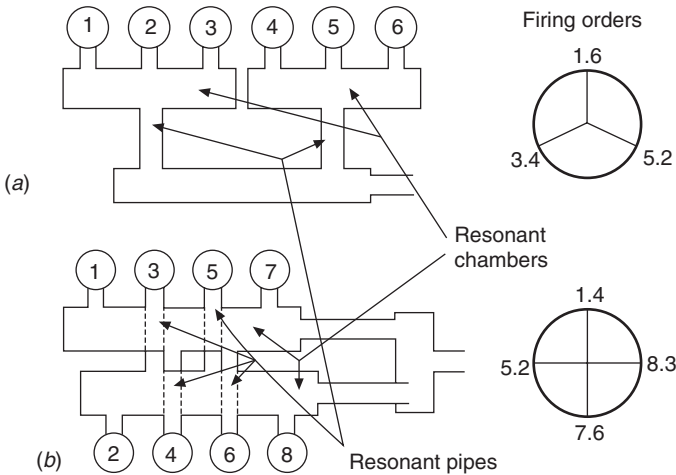 1 2 3 4 5 6
Firing orders
1.6
3.4
5.2
(a)
Resonant
chambers
1 3 5 7
1.4
5.2
8.3
7.6
2 4 6 8
(b)
Resonant pipes